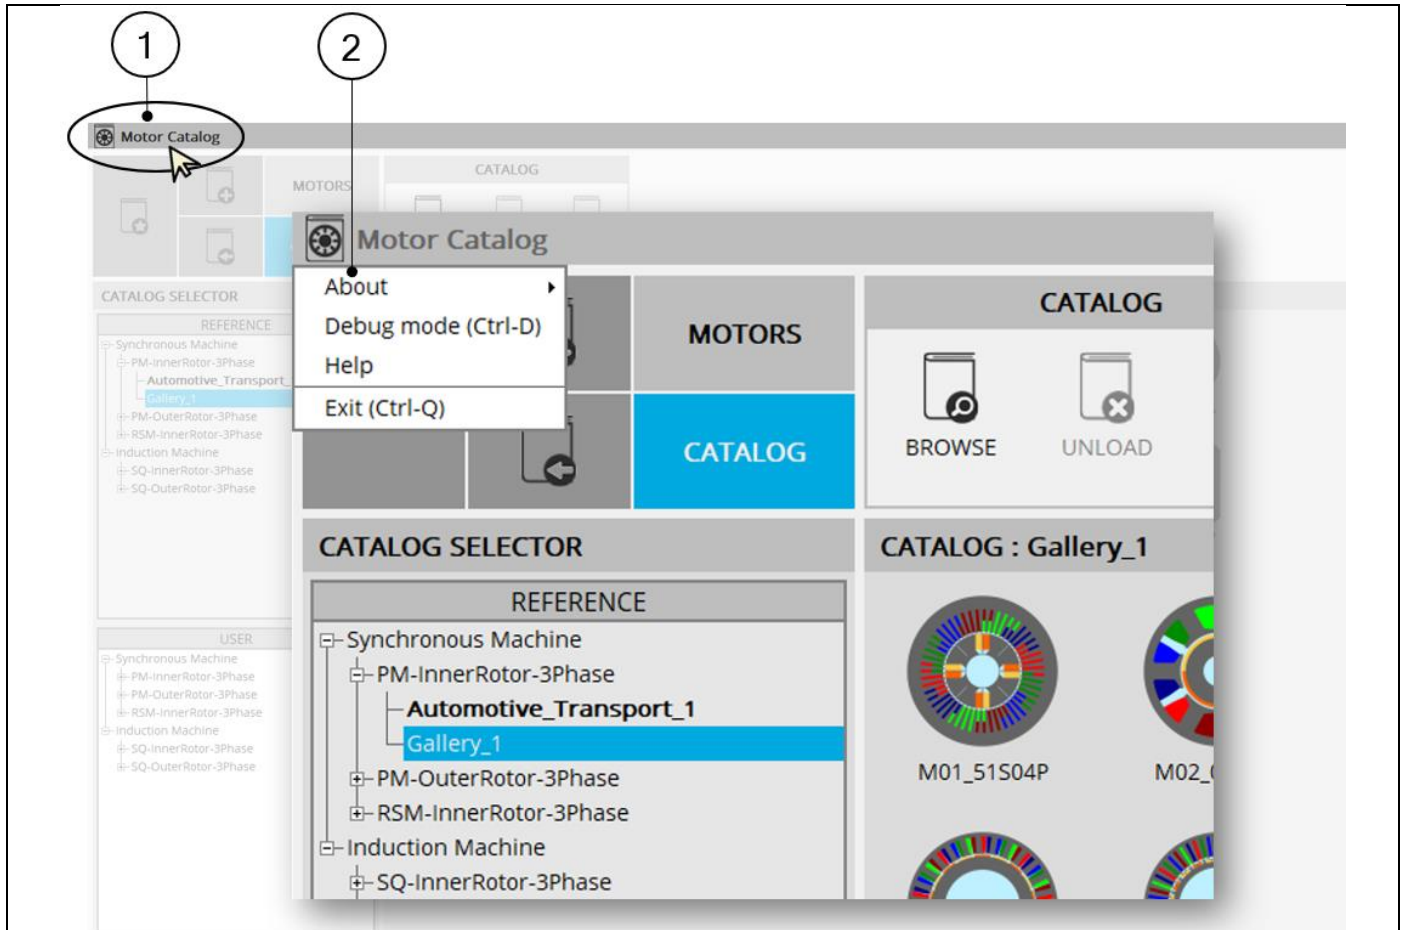 1
2
Motor Catalog
MOTORS
CATALOG
CATALOG SELECTOR
REFERENCE
Synchronous Machine
PM-InnerRotor-3Phase
Automotive_Transport_
Gallery_1
PM-OuterRotor-3Phase
RSM-InnerRotor-3Phase
Induction Machine
SQ-InnerRotor-3Phase
SQ-OuterRotor-3Phase
USER
Synchronous Machine
PM-InnerRotor-3Phase
PM-OuterRotor-3Phase
RSM-InnerRotor-3Phase
Induction Machine
SQ-InnerRotor-3Phase
SQ-OuterRotor-3Phase
Motor Catalog
About
Debug mode (Ctrl-D)
Help
Exit (Ctrl-Q)
MOTORS
CATALOG
CATALOG
BROWSE
UNLOAD
CATALOG SELECTOR
REFERENCE
Synchronous Machine
PM-InnerRotor-3Phase
Automotive_Transport_1
Gallery_1
PM-OuterRotor-3Phase
RSM-InnerRotor-3Phase
Induction Machine
SQ-InnerRotor-3Phase
CATALOG : Gallery_1
M01_51S04P
M02_